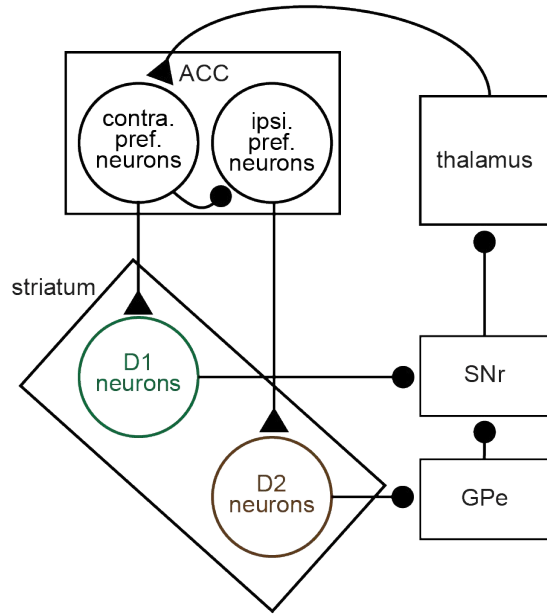 ACC
contra.
pref.
neurons
ipsi.
pref.
neurons
thalamus
striatum
D1
neurons
SNr
D2
neurons
GPe